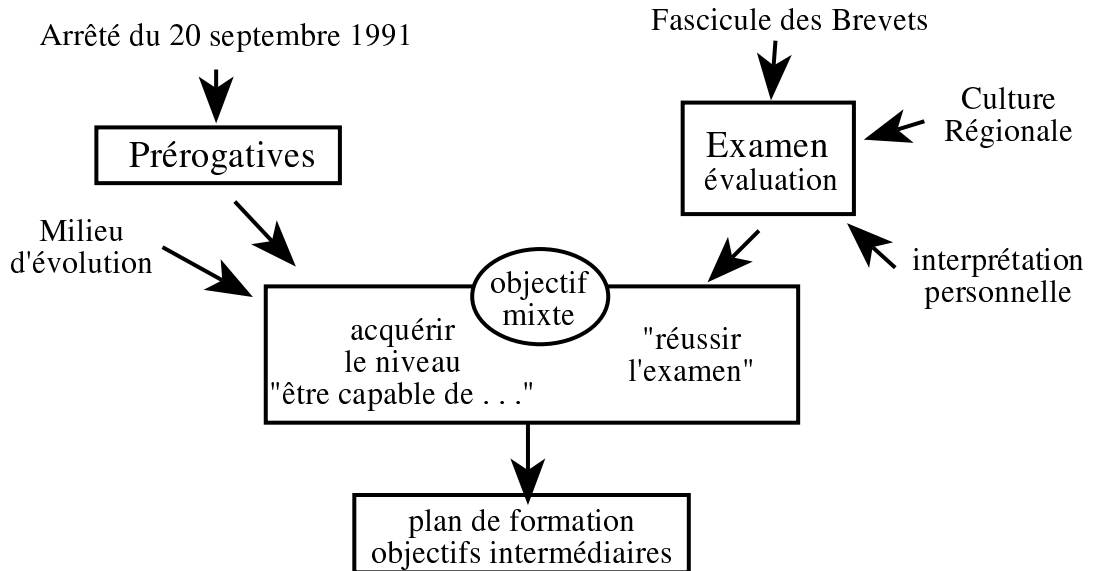 Arrêté du 20 septembre 1991
Fascicule des Brevets
Culture
Régionale
Prérogatives
Examen
évaluation
Milieu
d'évolution
interprétation
personnelle
objectif
mixte
acquérir
le niveau
"être capable de . . ."
"réussir
l'examen"
plan de formation
objectifs intermédiaires